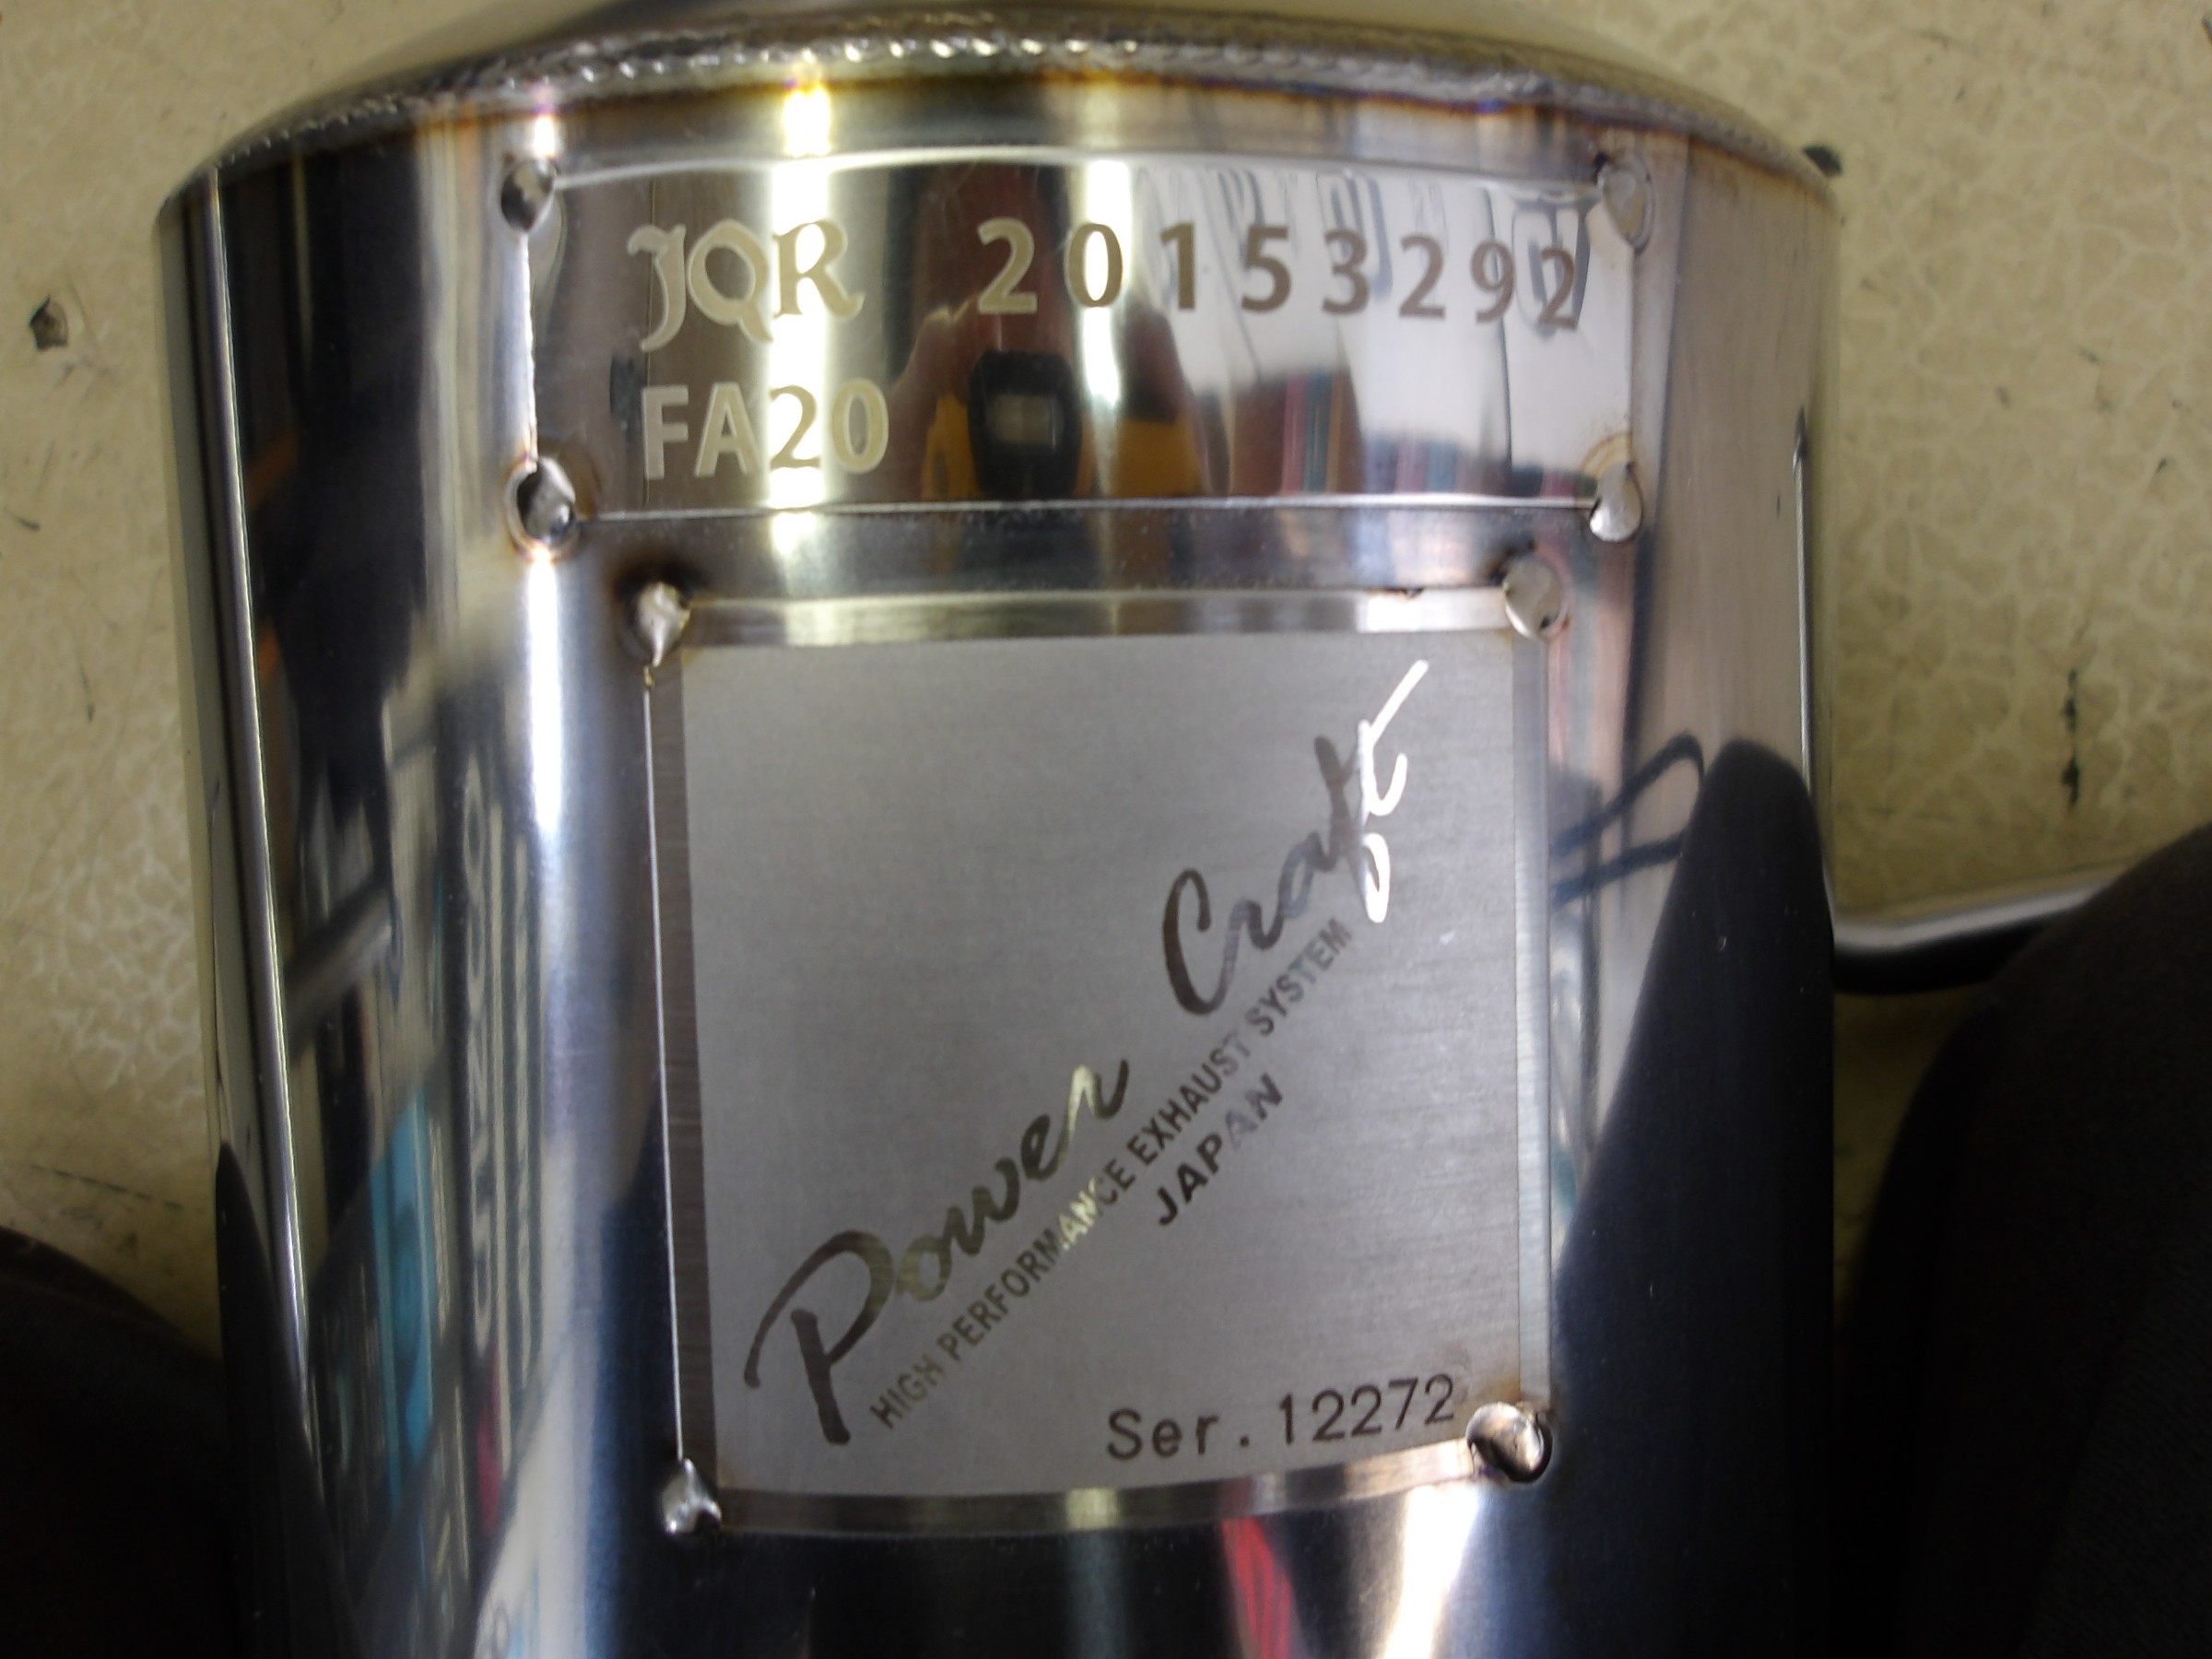 JQR 20153292
FA20
Power Craft
HIGH PERFORMANCE EXHAUST SYSTEM
JAPAN
Ser.12272